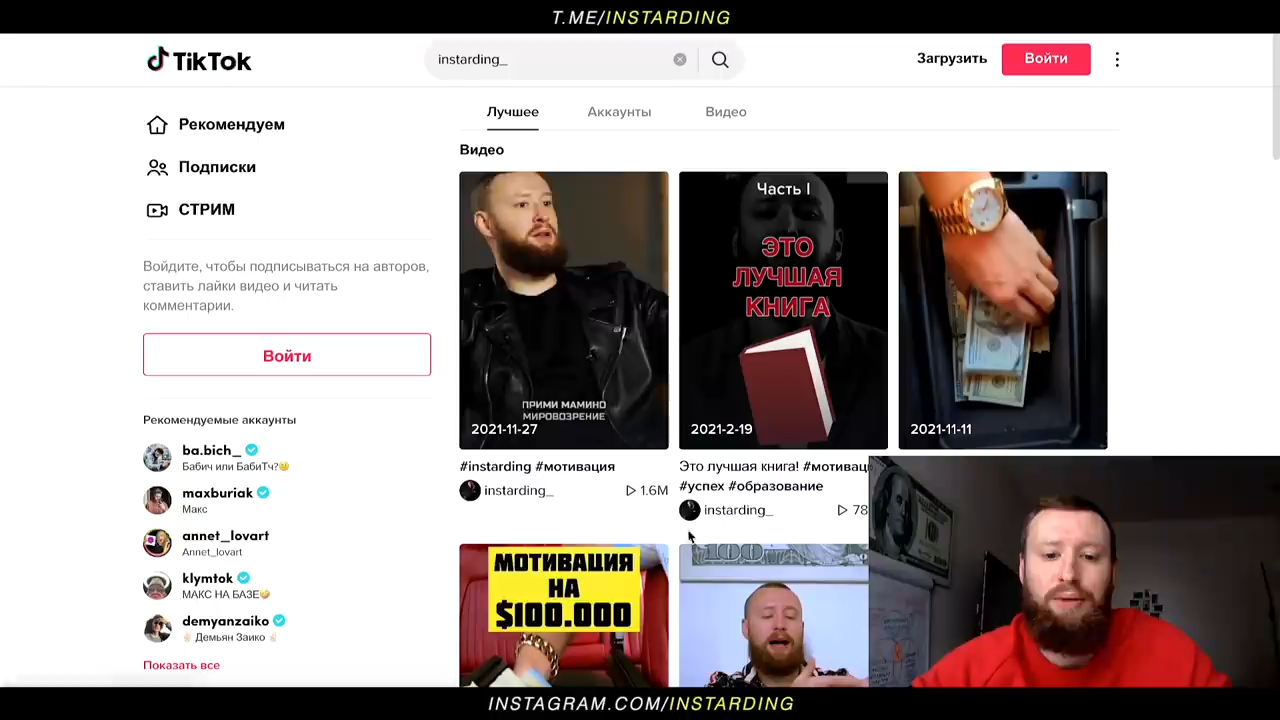 T.ME/INSTARDING
TikTok
instarding_
Загрузить
Войти
Рекомендуем
Подписки
СТРИМ
Войдите, чтобы подписываться на авторов,
ставить лайки видео и читать
комментарии.
Войти
Рекомендуемые аккаунты
ba.bich_
Бабич или БабиТч?
maxburiak
Макс
annet_lovart
Annet_lovart
klymtok
МАКС НА БАЗЕ
demyanzaiko
Демьян Заико
Показать все
Лучшее
Аккаунты
Видео
Видео
ПРИМИ МАМИНО
МИРОВОЗРЕНИЕ
2021-11-27
#instarding #мотивация
instarding_
1.6M
Часть I
ЭТО
ЛУЧШАЯ
КНИГА
2021-2-19
Это лучшая книга! #мотивац
#успех #образование
instarding_
78
2021-11-11
МОТИВАЦИЯ
НА
$100.000
INSTAGRAM.COM/INSTARDING